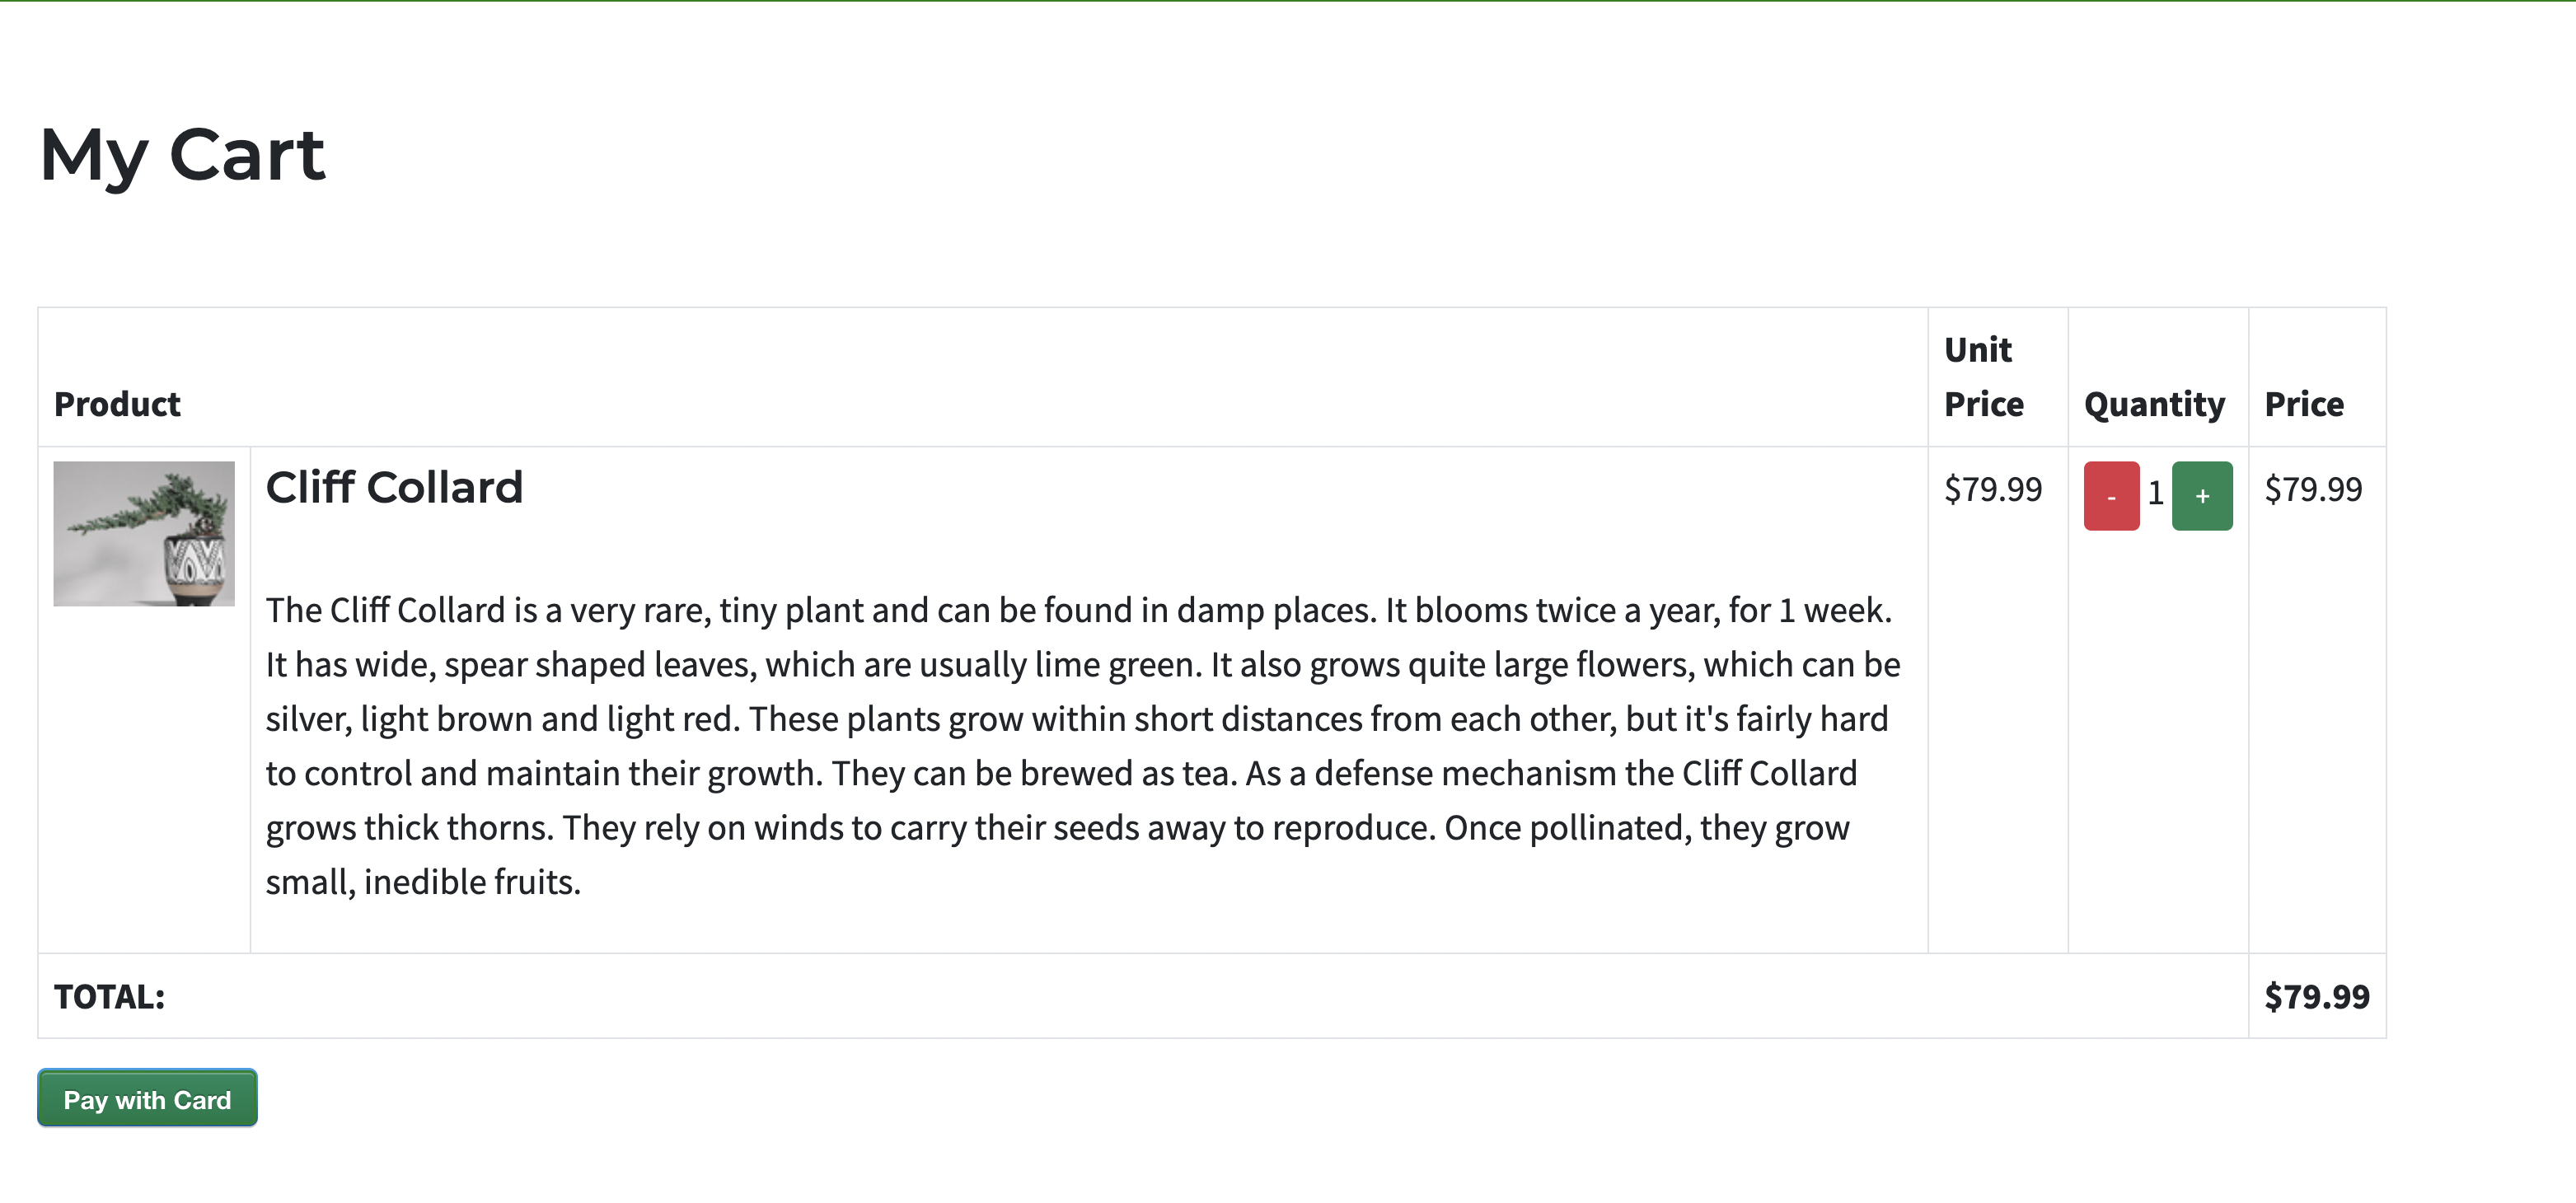 My Cart
Product
Unit
Price
Quantity
Price
Cliff Collard
$79.99
- 1 +
$79.99
The Cliff Collard is a very rare, tiny plant and can be found in damp places. It blooms twice a year, for 1 week.
It has wide, spear shaped leaves, which are usually lime green. It also grows quite large flowers, which can be
silver, light brown and light red. These plants grow within short distances from each other, but it's fairly hard
to control and maintain their growth. They can be brewed as tea. As a defense mechanism the Cliff Collard
grows thick thorns. They rely on winds to carry their seeds away to reproduce. Once pollinated, they grow
small, inedible fruits.
TOTAL:
$79.99
Pay with Card